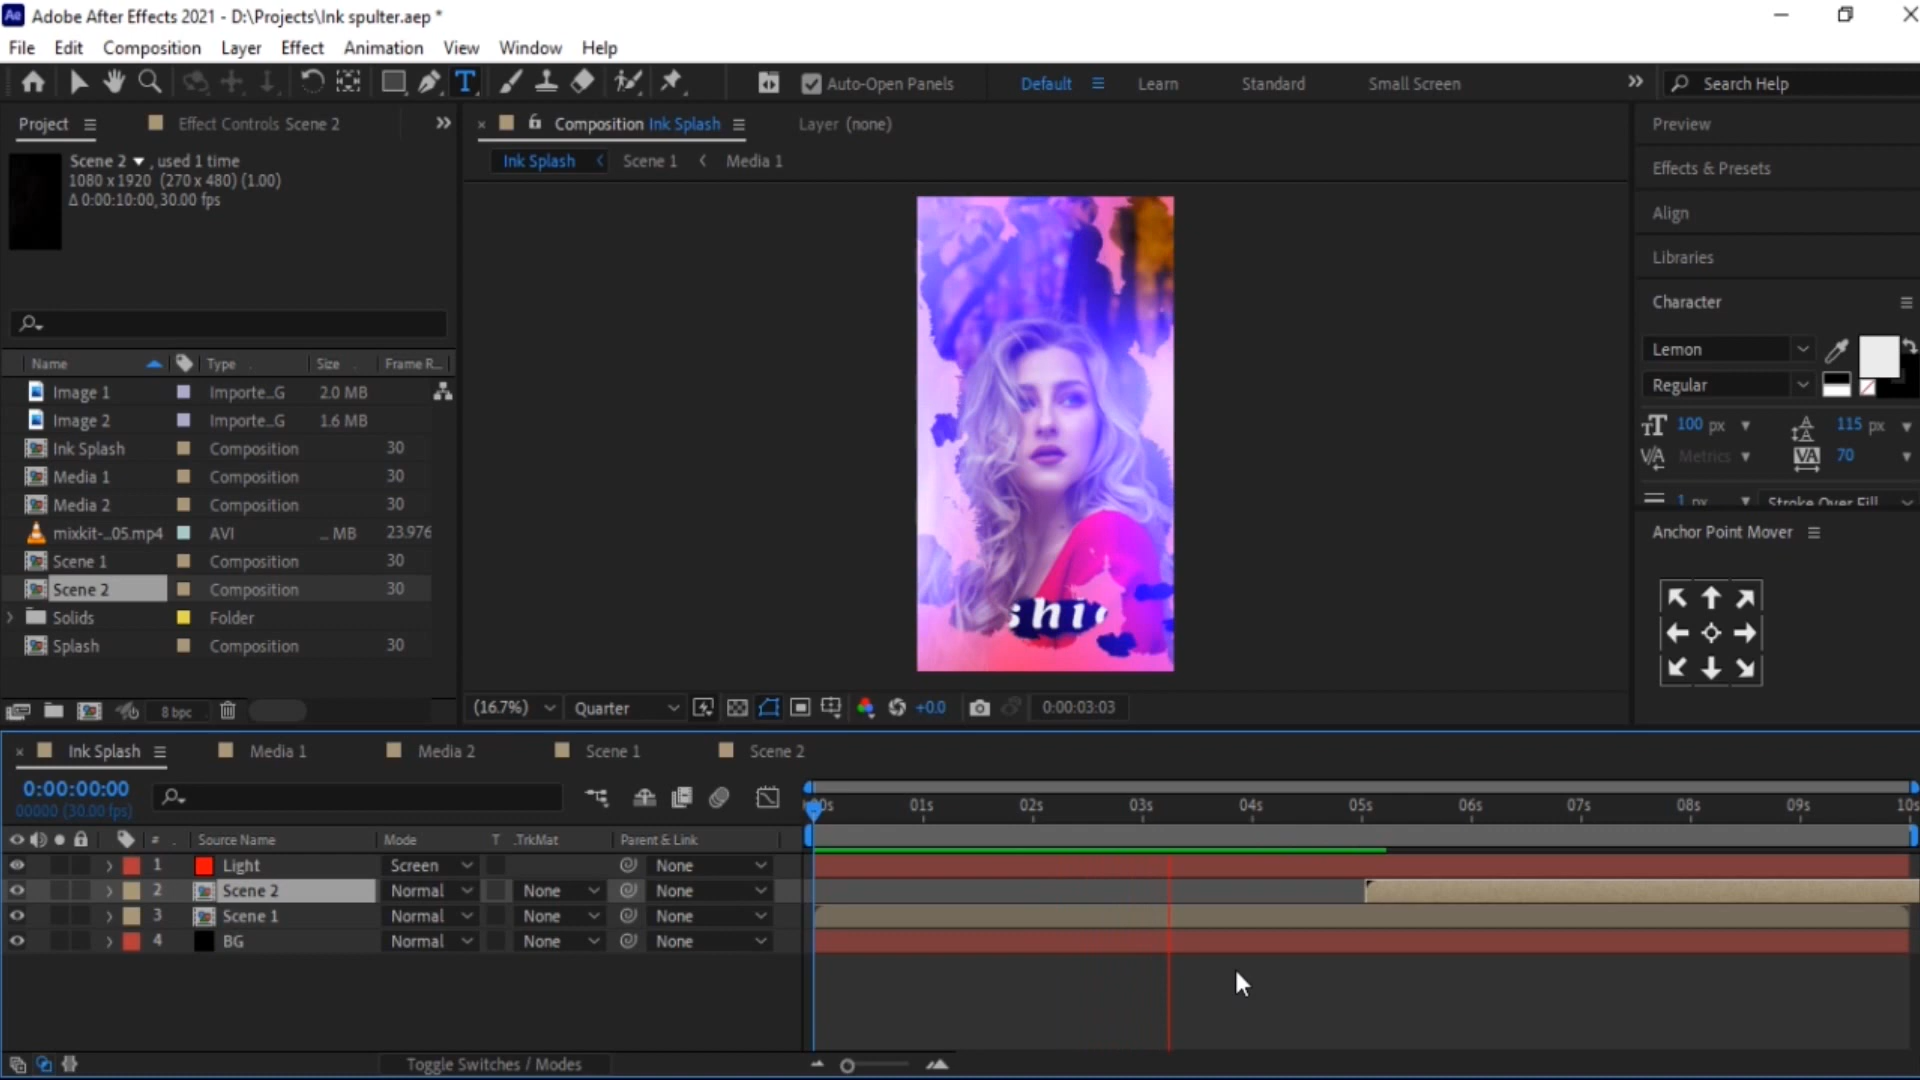 Ae Adobe After Effects 2021 - D:\Projects\Ink spulter.aep *
File Edit Composition Layer Effect Animation View Window Help
T Auto-Open Panels Default Learn Standard Small Screen Search Help
Project Effect Controls Scene 2
Composition Ink Splash Layer (none)
Preview
Scene 2 , used 1 time
1080 x 1920 (270 x 480) (1.00)
Δ 0:00:10:00, 30.00 fps
Ink Splash Scene 1 Media 1
Effects & Presets
Align
Libraries
Character
Lemon
Regular
100 px 115 px
Metrics 70
1 px Stroke Over Fill
Anchor Point Mover
Name Type Size Frame R...
Image 1 Importe...G 2.0 MB
Image 2 Importe...G 1.6 MB
Ink Splash Composition 30
Media 1 Composition 30
Media 2 Composition 30
mixkit-...05.mp4 AVI ... MB 23.976
Scene 1 Composition 30
Scene 2 Composition 30
Solids Folder
Splash Composition 30
8 bpc
shi
(16.7%) Quarter +0.0 0:00:03:03
Ink Splash Media 1 Media 2 Scene 1 Scene 2
0:00:00:00
00000 (30.00 fps)
00s 01s 02s 03s 04s 05s 06s 07s 08s 09s 10s
# Source Name Mode T .TrkMat Parent & Link
1 Light Screen None
2 Scene 2 Normal None None
3 Scene 1 Normal None None
4 BG Normal None None
Toggle Switches / Modes